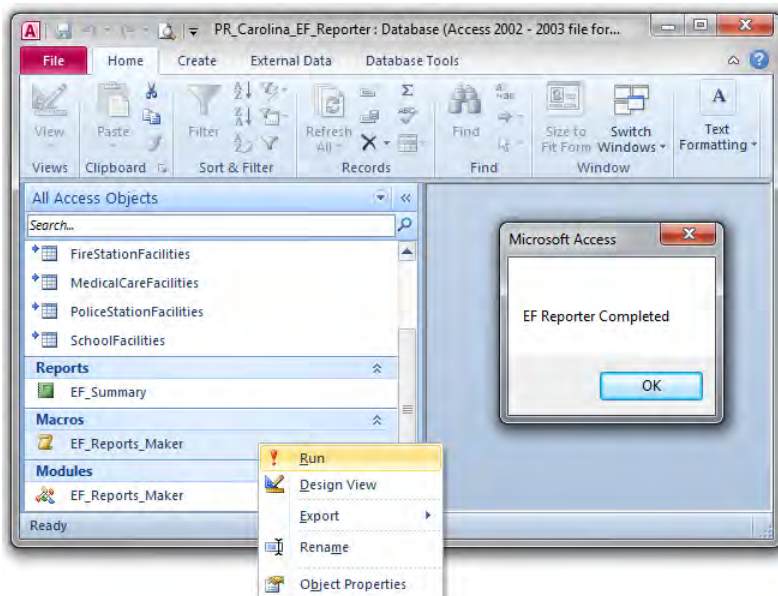 PR_Carolina_EF_Reporter : Database (Access 2002 - 2003 file for...
File Home Create External Data Database Tools
View Paste Filter Refresh All Find Size to Fit Form Switch Windows Text Formatting
Views Clipboard Sort & Filter Records Find Window
All Access Objects
Search...
FireStationFacilities
MedicalCareFacilities
PoliceStationFacilities
SchoolFacilities
Reports
EF_Summary
Macros
EF_Reports_Maker
Modules
EF_Reports_Maker
Ready
Run
Design View
Export
Rename
Object Properties
Microsoft Access
EF Reporter Completed
OK